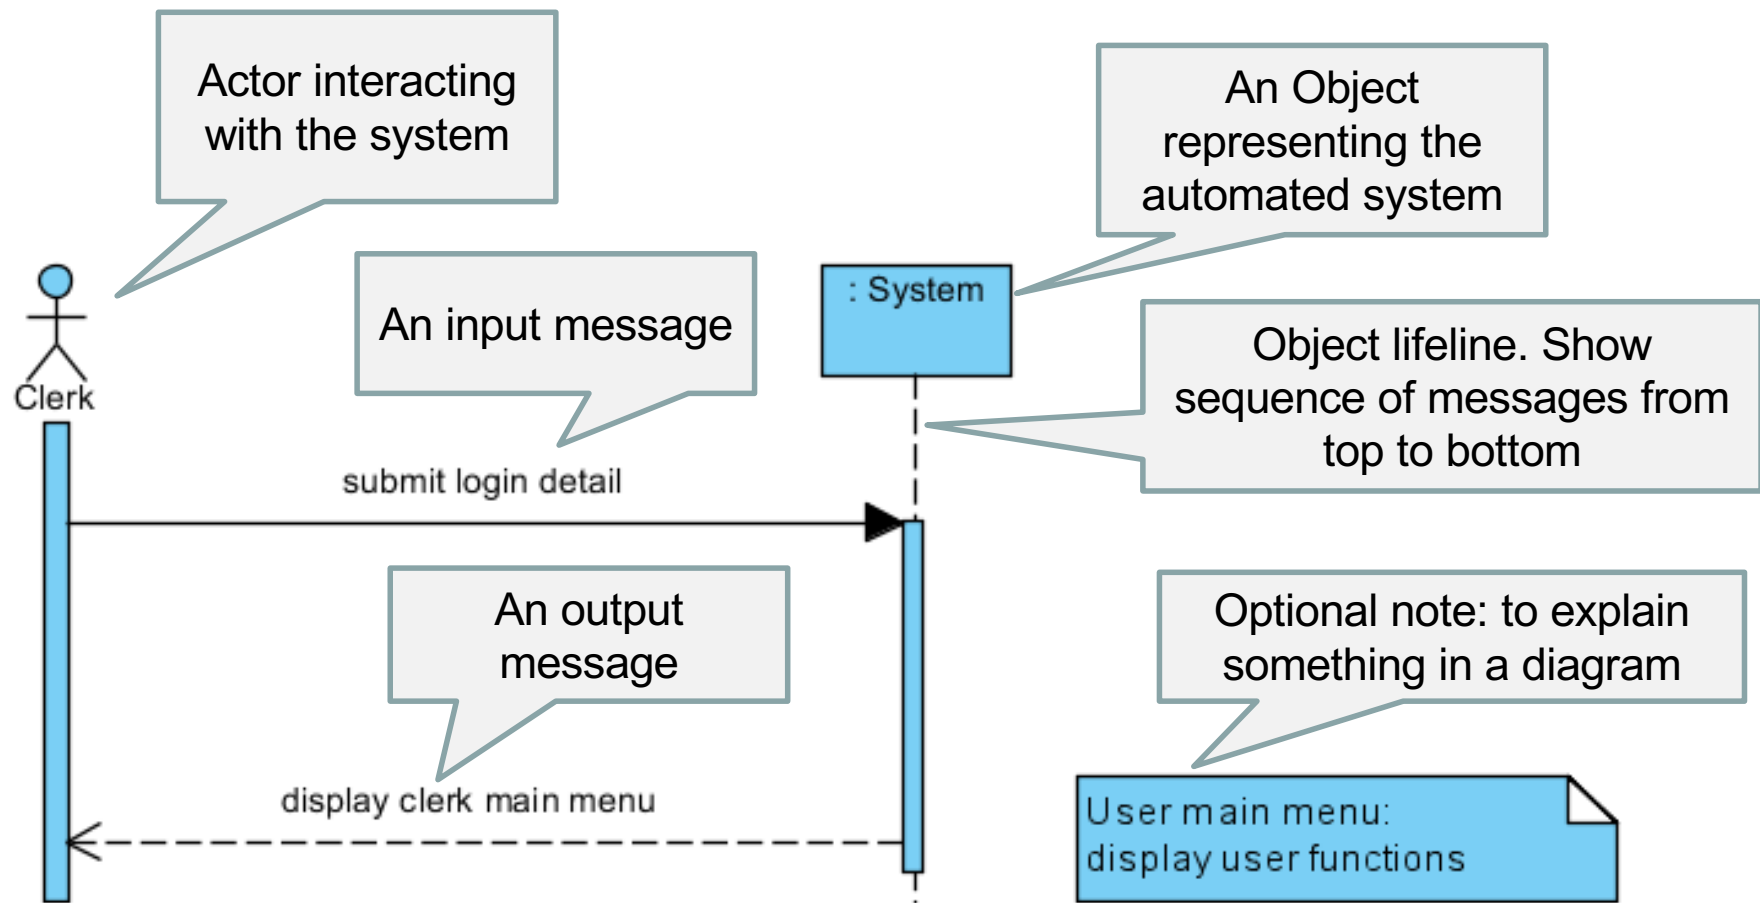 Actor interacting
with the system
An Object
representing the
automated system
An input message
: System
Object lifeline. Show
sequence of messages from
top to bottom
Clerk
submit login detail
An output
message
Optional note: to explain
something in a diagram
display clerk main menu
User main menu:
display user functions